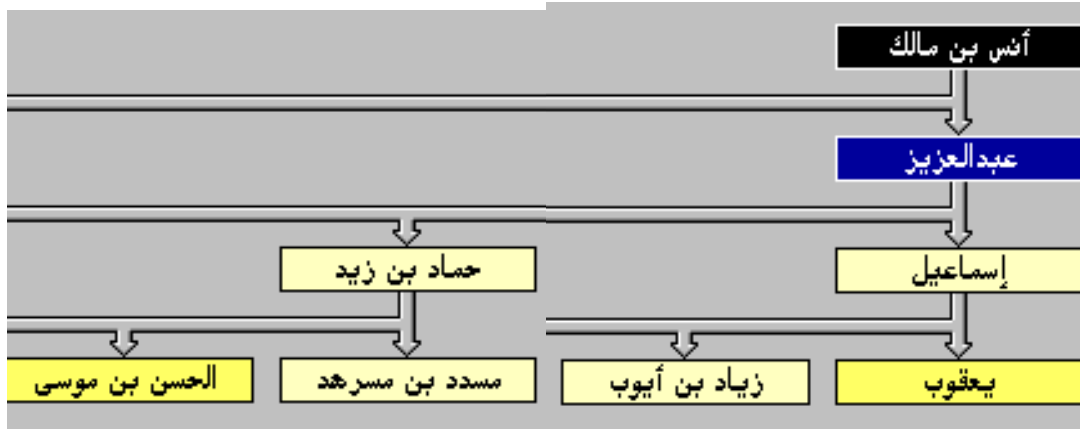 أنس بن مالك
عبدالعزيز
إسماعيل
حماد بن زيد
يعقوب
زياد بن أيوب
مسدد بن مسرهد
الحسن بن موسى